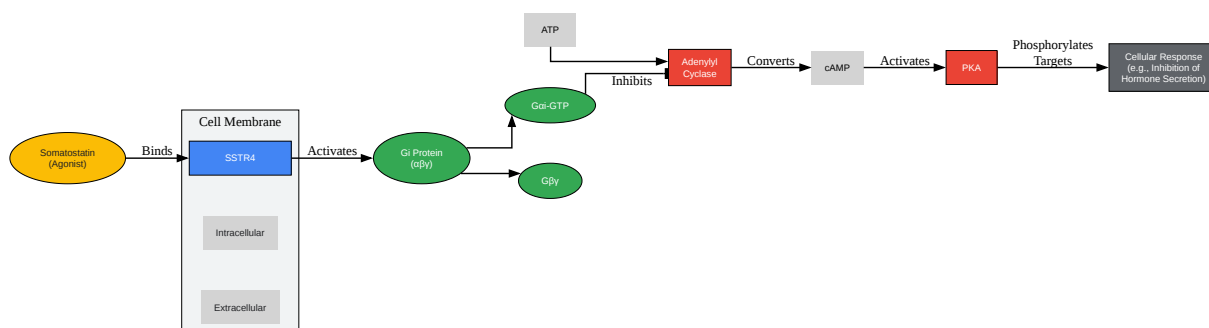 ATP
Adenylyl
Cyclase
Converts
cAMP
Activates
PKA
Phosphorylates
Targets
Cellular Response
(e.g., Inhibition of
Hormone Secretion)
Inhibits
Gαi-GTP
Cell Membrane
Somatostatin
(Agonist)
Binds
SSTR4
Activates
Gi Protein
(αβγ)
Gβγ
Intracellular
Extracellular